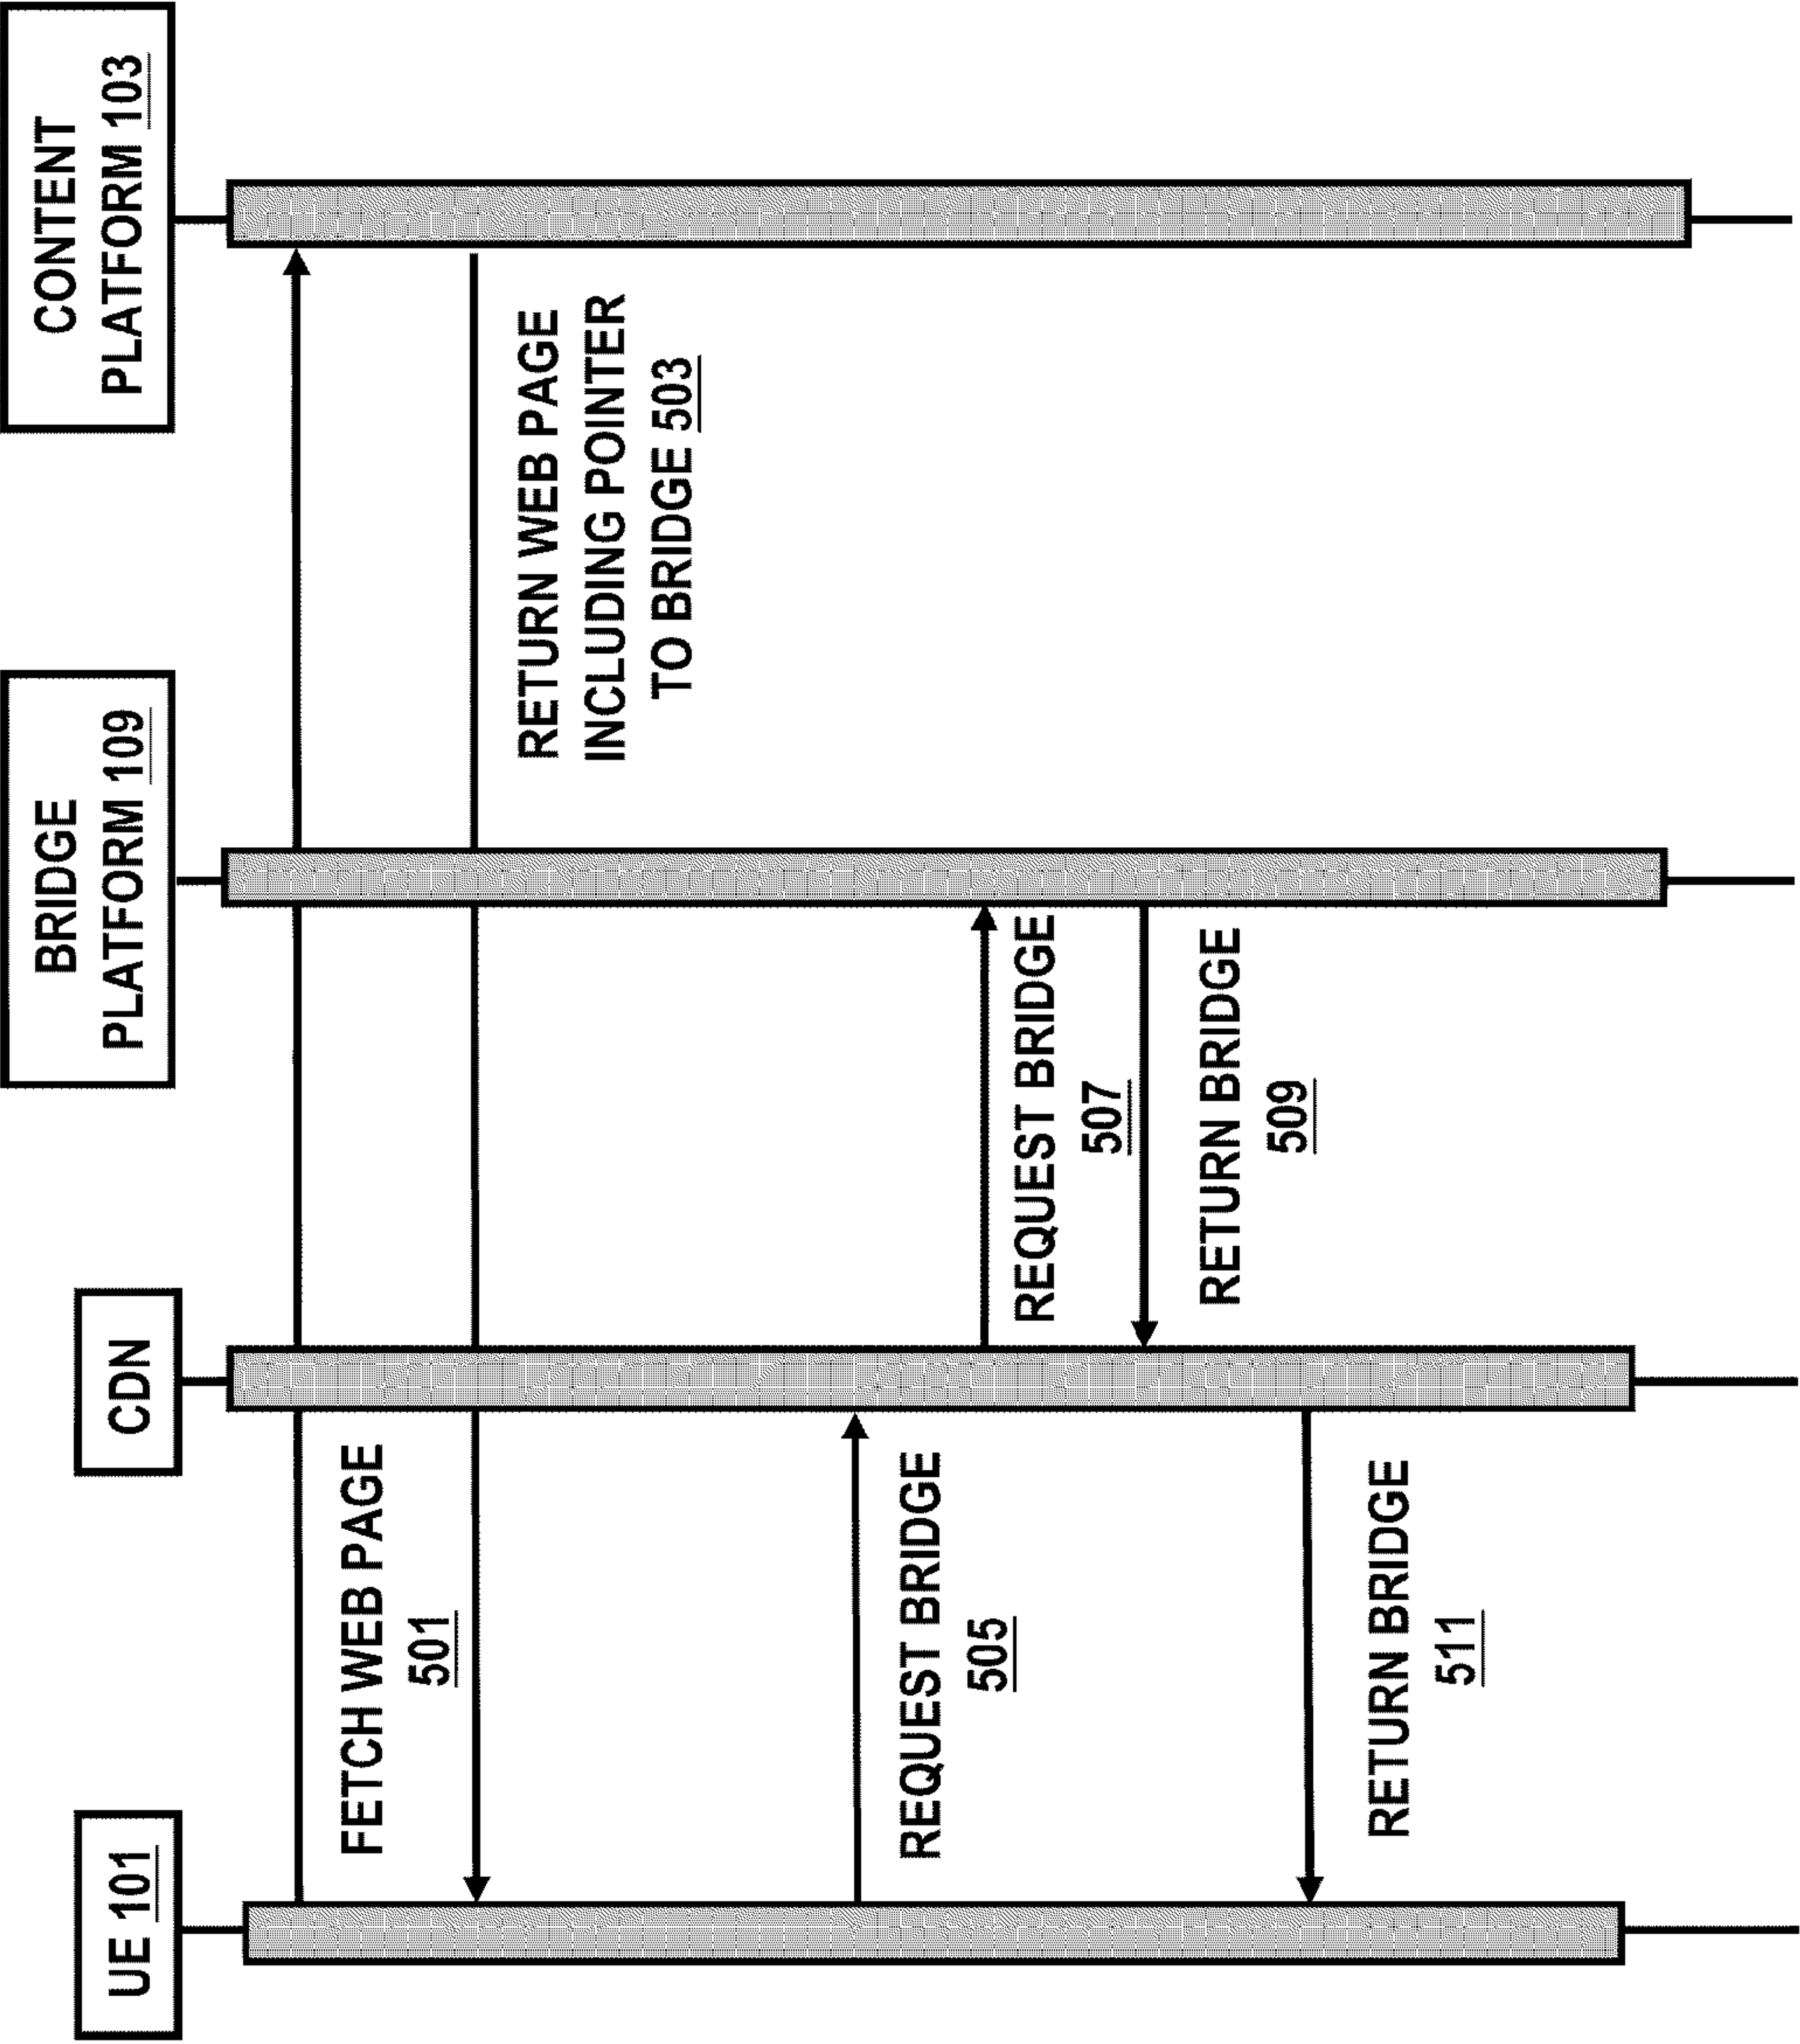 UE 101
CDN
BRIDGE
PLATFORM 109
CONTENT
PLATFORM 103
FETCH WEB PAGE
501
RETURN WEB PAGE
INCLUDING POINTER
TO BRIDGE 503
REQUEST BRIDGE
505
REQUEST BRIDGE
507
RETURN BRIDGE
509
RETURN BRIDGE
511